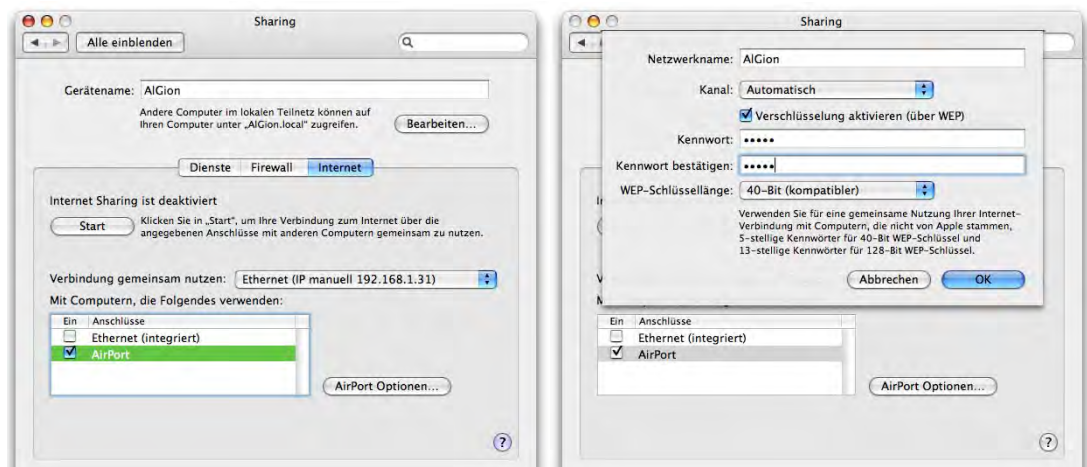 Sharing
Alle einblenden
Gerätename: AlGion
Andere Computer im lokalen Teilnetz können auf
Ihren Computer unter „AlGion.local“ zugreifen.
Bearbeiten...
Dienste Firewall Internet
Internet Sharing ist deaktiviert
Start
Klicken Sie in „Start“, um Ihre Verbindung zum Internet über die
angegebenen Anschlüsse mit anderen Computern gemeinsam zu nutzen.
Verbindung gemeinsam nutzen: Ethernet (IP manuell 192.168.1.31)
Mit Computern, die Folgendes verwenden:
Ein Anschlüsse
Ethernet (integriert)
AirPort
AirPort Optionen...
?
Sharing
Netzwerkname: AlGion
Kanal: Automatisch
Verschlüsselung aktivieren (über WEP)
Kennwort: •••••
Kennwort bestätigen: •••••
WEP-Schlüssellänge: 40-Bit (kompatibler)
Verwenden Sie für eine gemeinsame Nutzung Ihrer Internet-
Verbindung mit Computern, die nicht von Apple stammen,
5-stellige Kennwörter für 40-Bit WEP-Schlüssel und
13-stellige Kennwörter für 128-Bit WEP-Schlüssel.
Abbrechen OK
Ein Anschlüsse
Ethernet (integriert)
AirPort
AirPort Optionen...
?